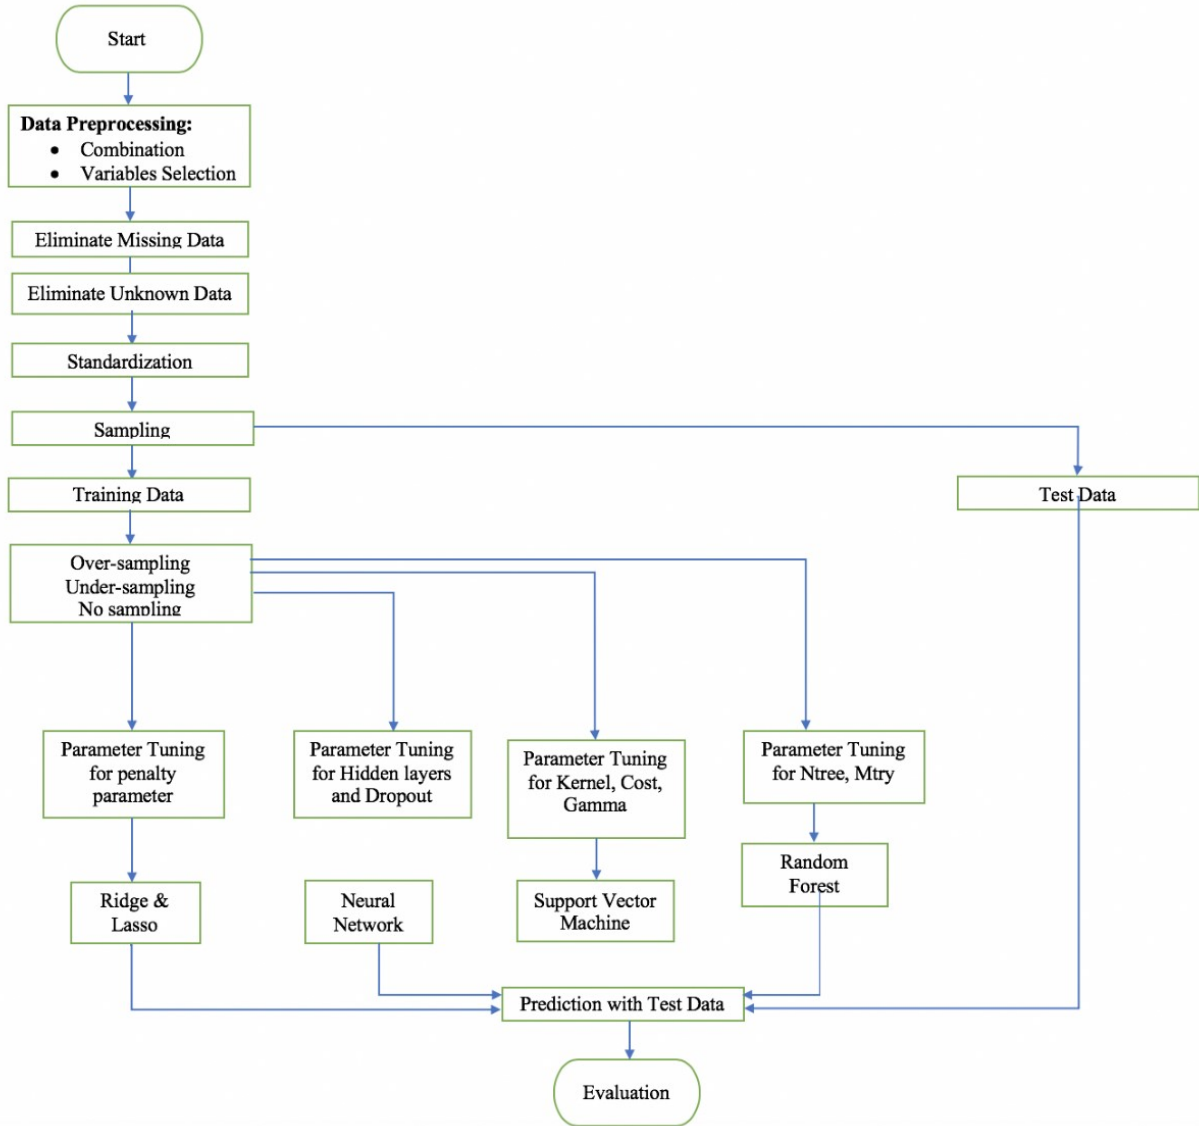 Start
Data Preprocessing:
• Combination
• Variables Selection
Eliminate Missing Data
Eliminate Unknown Data
Standardization
Sampling
Training Data
Test Data
Over-sampling
Under-sampling
No sampling
Parameter Tuning
for penalty
parameter
Parameter Tuning
for Hidden layers
and Dropout
Parameter Tuning
for Kernel, Cost,
Gamma
Parameter Tuning
for Ntree, Mtry
Ridge &
Lasso
Neural
Network
Support Vector
Machine
Random
Forest
Prediction with Test Data
Evaluation